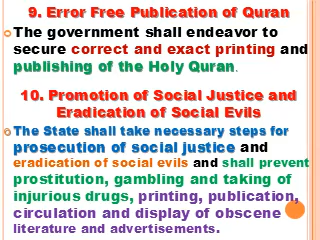 9. Error Free Publication of Quran
The government shall endeavor to
secure correct and exact printing and
publishing of the Holy Quran.
10. Promotion of Social Justice and
Eradication of Social Evils
The State shall take necessary steps for
prosecution of social justice and
eradication of social evils and shall prevent
prostitution, gambling and taking of
injurious drugs, printing, publication,
circulation and display of obscene
literature and advertisements.